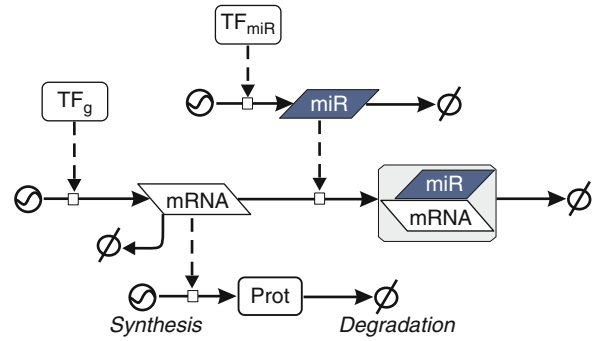 TFmiR
TFg
miR
mRNA
miR
mRNA
Prot
Synthesis
Degradation